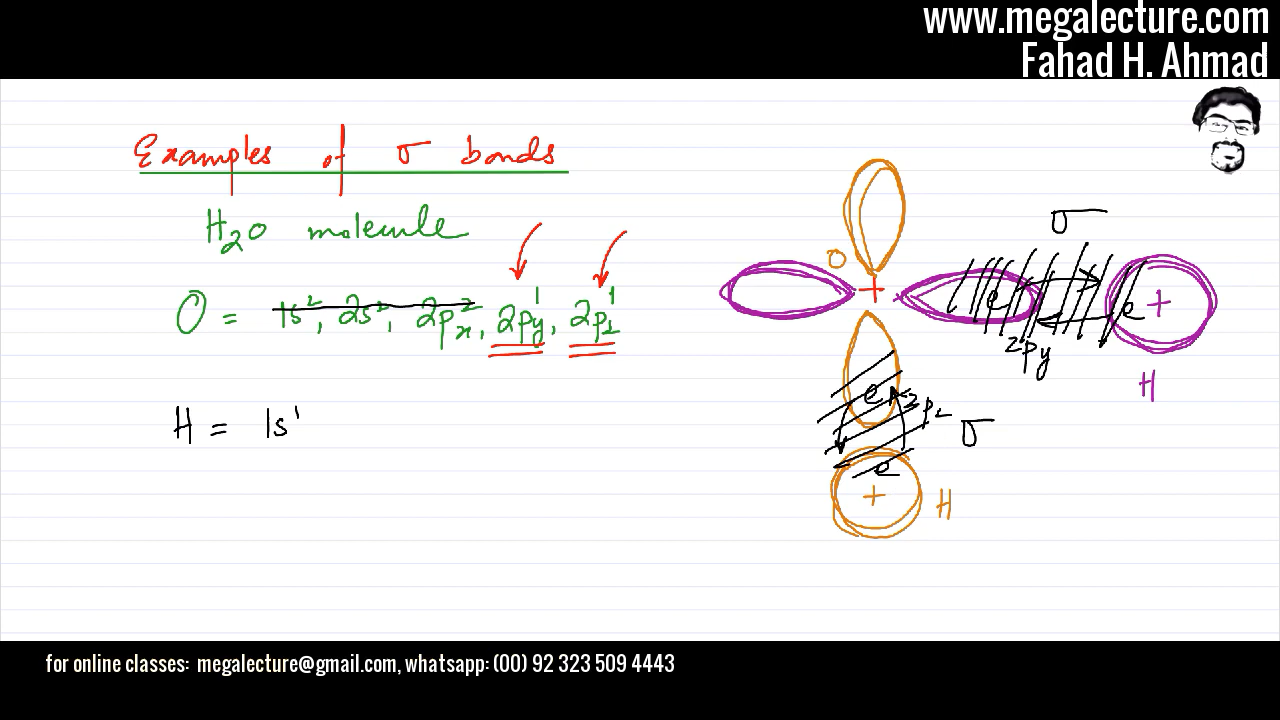 www.megalecture.com
Fahad H. Ahmad
Examples of σ bonds
H₂O molecule
O = 1s², 2s², 2pₓ², 2py¹, 2pz¹
H = 1s¹
O
σ
e
e
2py
H
e
2pz
σ
e
H
for online classes: megalecture@gmail.com, whatsapp: (00) 92 323 509 4443